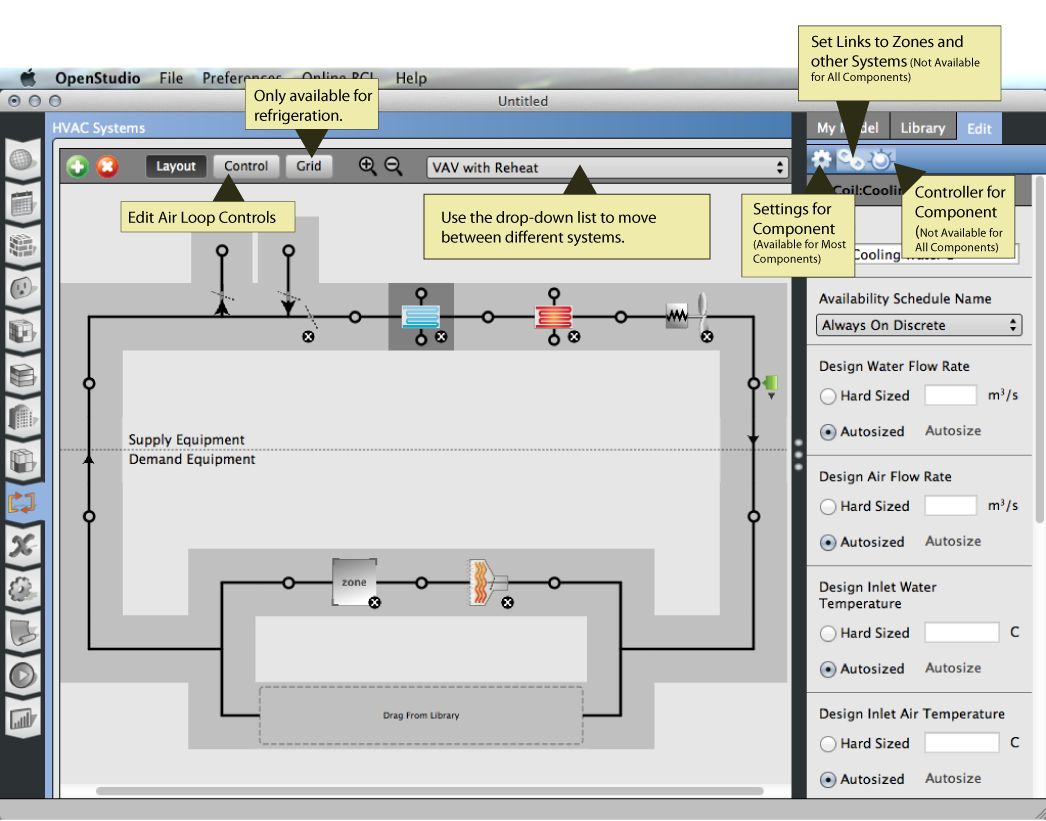 Set Links to Zones and
other Systems (Not Available
for All Components)
OpenStudio File Preferences Online BCL Help
Only available for
refrigeration.
Untitled
HVAC Systems
My Model Library Edit
Layout Control Grid
VAV with Reheat
Edit Air Loop Controls
Use the drop-down list to move
between different systems.
Settings for
Component
(Available for Most
Components)
Controller for
Component
(Not Available for
All Components)
Coil:Cooling
Cooling Water
Availability Schedule Name
Always On Discrete
Design Water Flow Rate
Hard Sized m³/s
Autosized Autosize
Design Air Flow Rate
Hard Sized m³/s
Autosized Autosize
Design Inlet Water
Temperature
Hard Sized C
Autosized Autosize
Design Inlet Air Temperature
Hard Sized C
Autosized Autosize
Supply Equipment
Demand Equipment
zone
Drag From Library